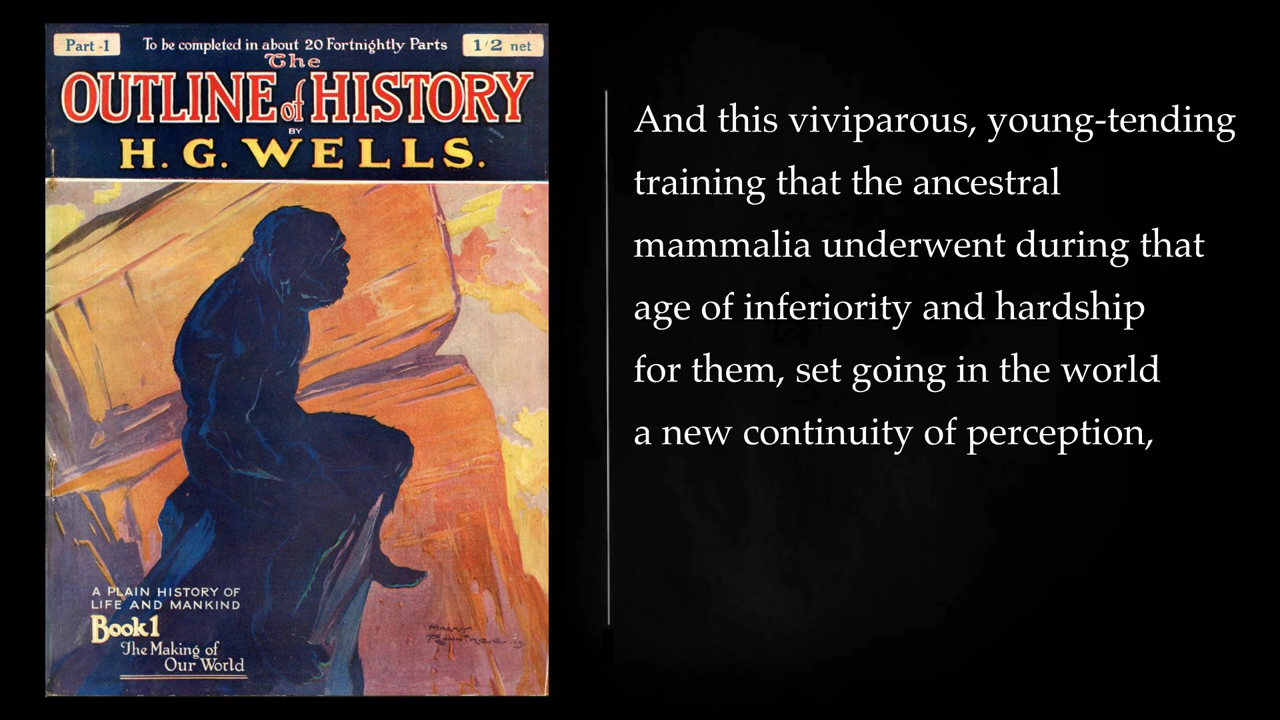 Part -1
To be completed in about 20 Fortnightly Parts
1/2 net
The
OUTLINE of HISTORY
BY
H. G. WELLS.
A PLAIN HISTORY OF
LIFE AND MANKIND
Book 1
The Making of
Our World
And this viviparous, young-tending
training that the ancestral
mammalia underwent during that
age of inferiority and hardship
for them, set going in the world
a new continuity of perception,